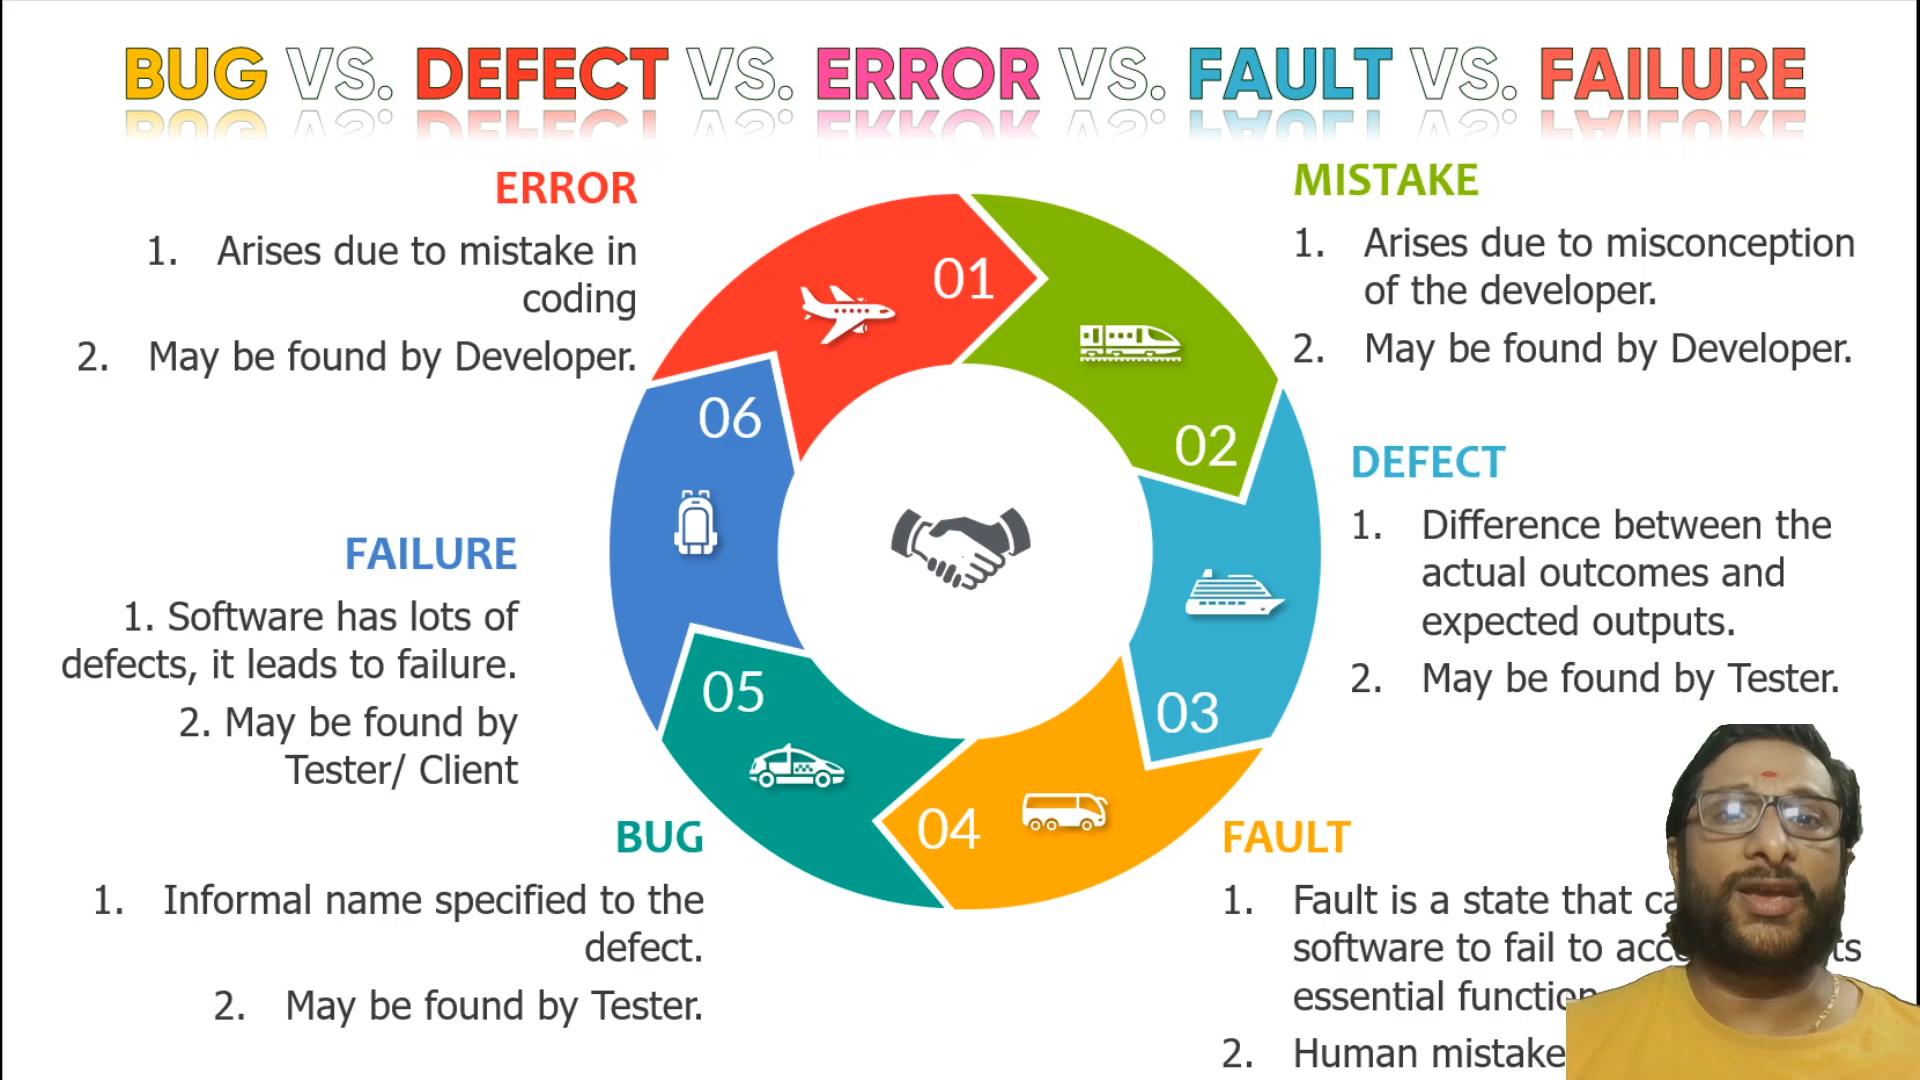 BUG VS. DEFECT VS. ERROR VS. FAULT VS. FAILURE
ERROR
1. Arises due to mistake in
coding
2. May be found by Developer.
MISTAKE
1. Arises due to misconception
of the developer.
2. May be found by Developer.
DEFECT
1. Difference between the
actual outcomes and
expected outputs.
2. May be found by Tester.
FAULT
1. Fault is a state that
software to fail to
essential
2. Human mistake
BUG
1. Informal name specified to the
defect.
2. May be found by Tester.
FAILURE
1. Software has lots of
defects, it leads to failure.
2. May be found by
Tester/ Client
01
02
03
04
05
06